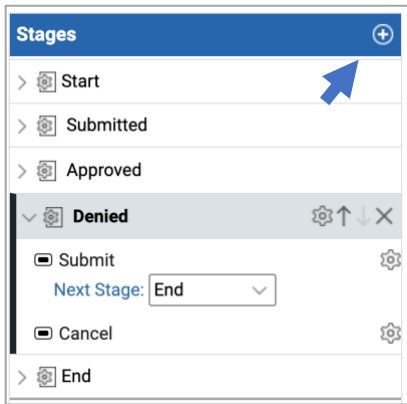 Stages
Start
Submitted
Approved
Denied
Submit
Next Stage: End
Cancel
End